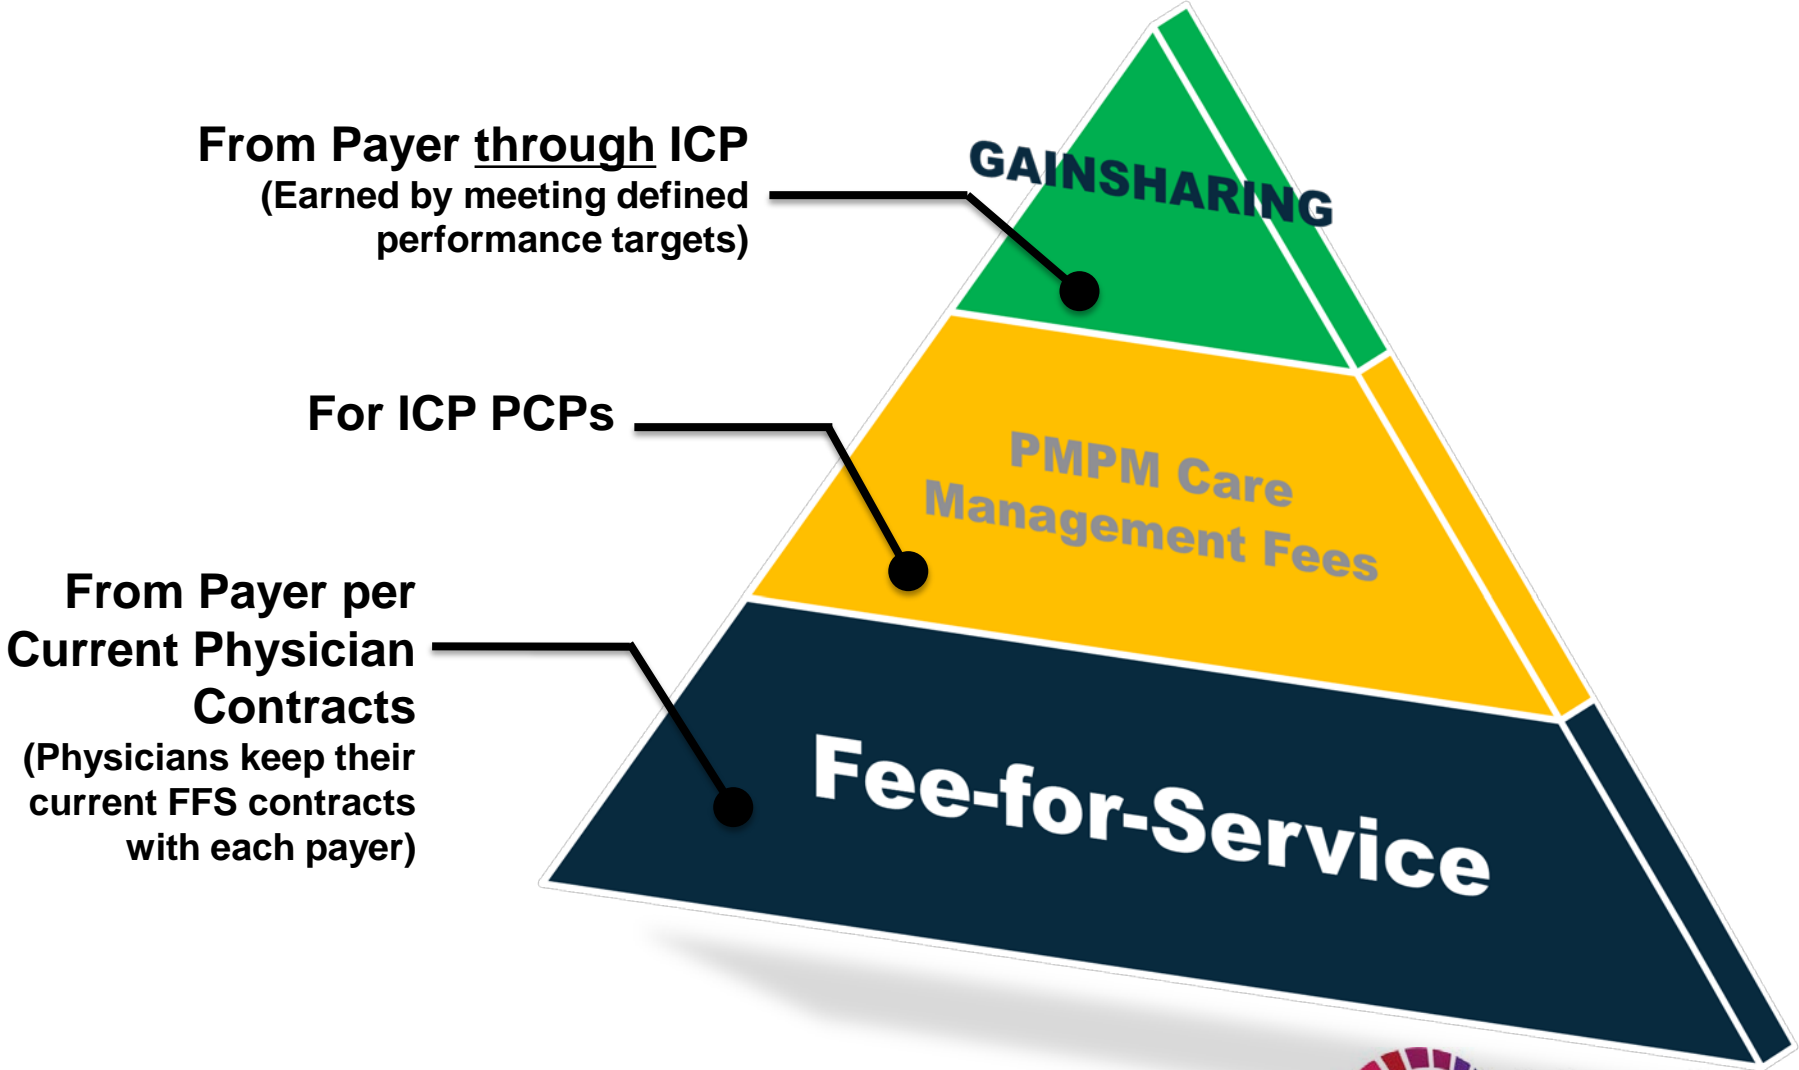 From Payer through ICP
(Earned by meeting defined
performance targets)
GAINSHARING
For ICP PCPs
PMPM Care
Management Fees
From Payer per
Current Physician
Contracts
(Physicians keep their
current FFS contracts
with each payer)
Fee-for-Service